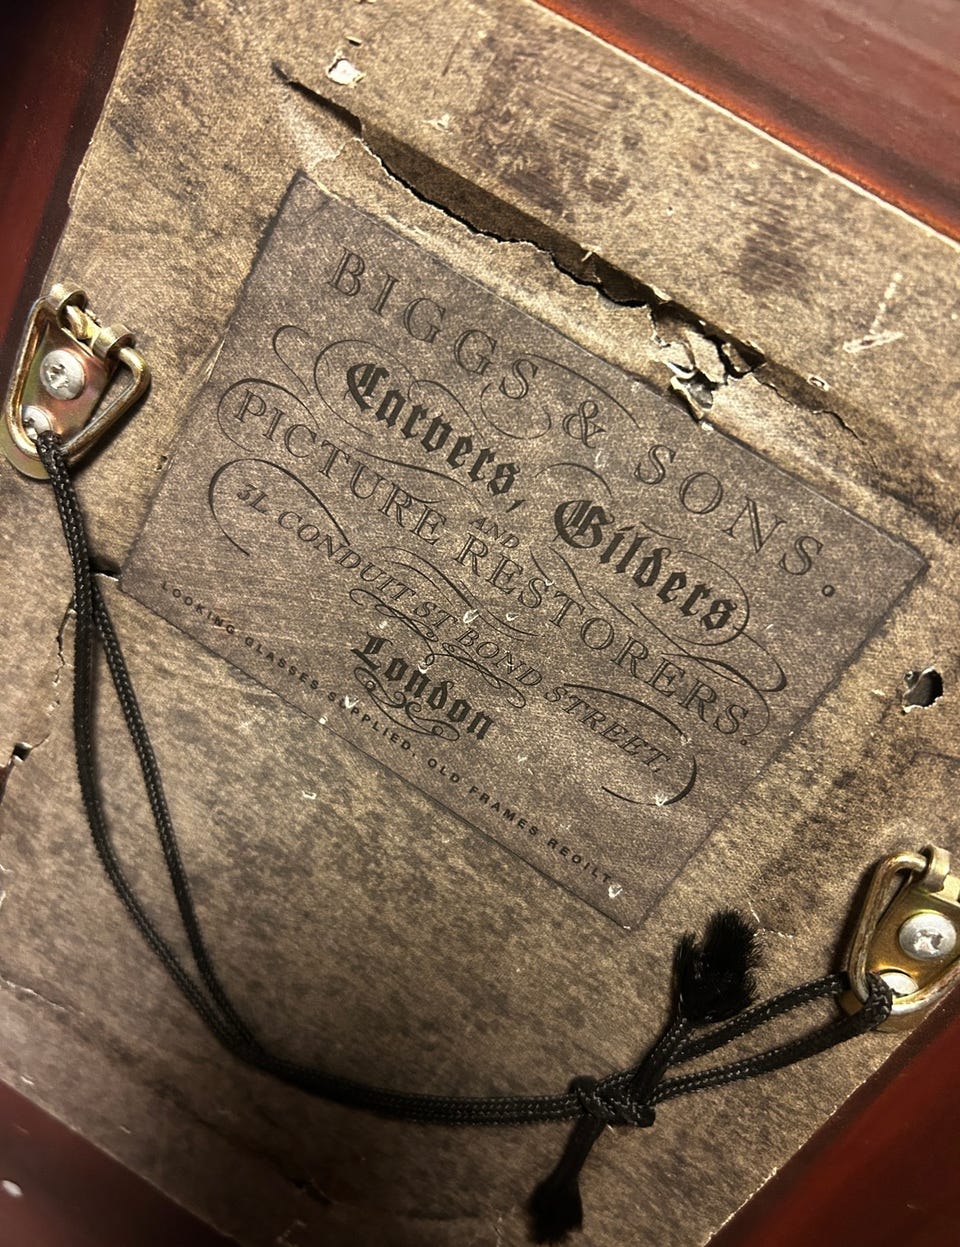 BIGGS & SONS.
Carvers, Gilders
AND
PICTURE RESTORERS.
3L CONDUIT ST BOND STREET.
London
LOOKING GLASSES SUPPLIED. OLD FRAMES REGILT.